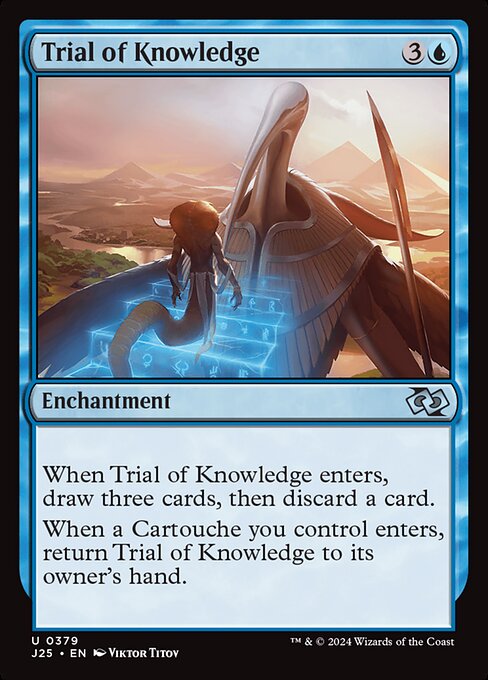 Trial of Knowledge 3
Enchantment
When Trial of Knowledge enters,
draw three cards, then discard a card.
When a Cartouche you control enters,
return Trial of Knowledge to its
owner's hand.
U 0379
J25 • EN Viktor Titov
™ & © 2024 Wizards of the Coast